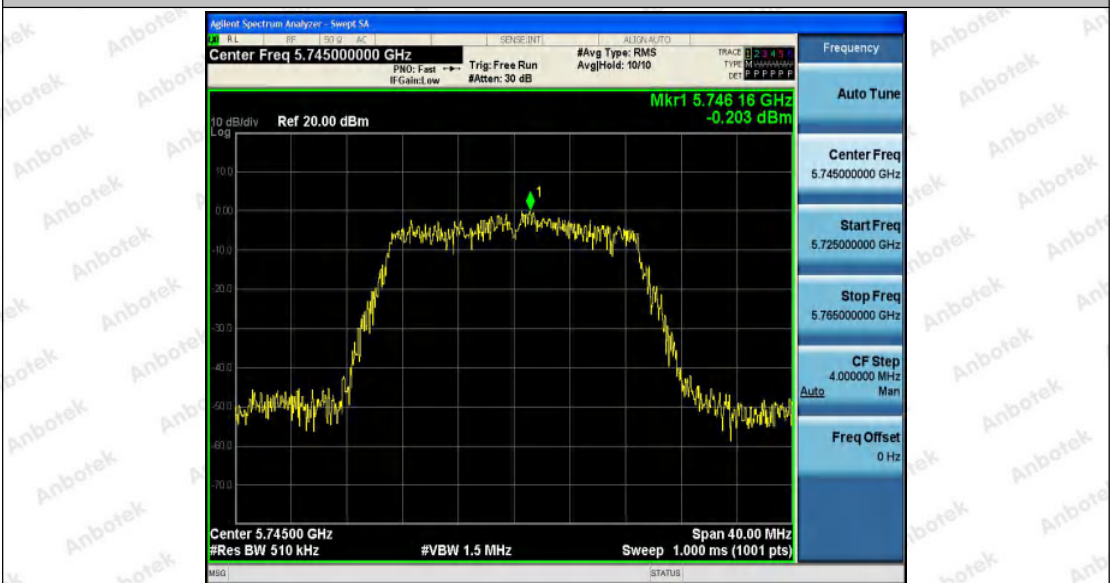 Agilent Spectrum Analyzer - Swept SA
RL RF 50 Ω AC SENSE:INT ALIGN AUTO
Center Freq 5.745000000 GHz
PNO: Fast
IFGain:Low
Trig: Free Run
#Atten: 30 dB
#Avg Type: RMS
Avg|Hold: 10/10
TRACE 1 2 3 4 5 6
TYPE M
DET P P P P P P
Frequency
Mkr1 5.746 16 GHz
-0.203 dBm
10 dB/div
Log
Ref 20.00 dBm
10.0
0.00
-10.0
-20.0
-30.0
-40.0
-50.0
-60.0
-70.0
1
Center 5.74500 GHz
Span 40.00 MHz
#Res BW 510 kHz
#VBW 1.5 MHz
Sweep 1.000 ms (1001 pts)
MSG
STATUS
Auto Tune
Center Freq
5.745000000 GHz
Start Freq
5.725000000 GHz
Stop Freq
5.765000000 GHz
CF Step
4.000000 MHz
Auto Man
Freq Offset
0 Hz
Anbotek